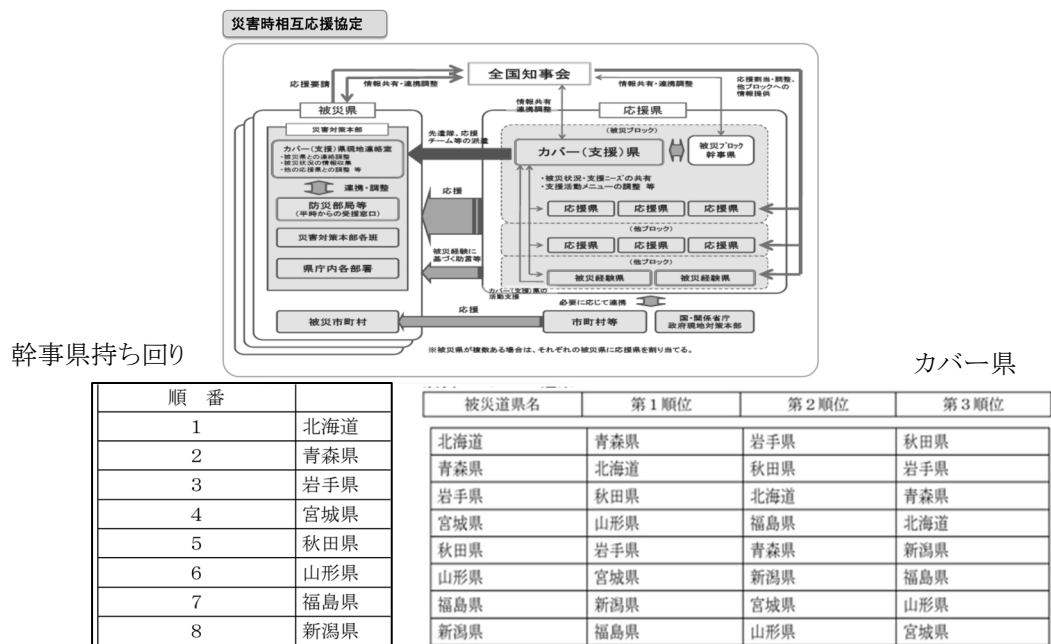 災害時相互応援協定
全国知事会
応援要請
情報共有・連携調整
情報共有・連携調整
応援割当・調整、
他ブロックへの
情報提供
被災県
情報共有
連携調整
応援県
災害対策本部
カバー(支援)県現地連絡室
・被災県との連絡調整
・被災状況の情報収集
・他の応援県との調整 等
連携・調整
防災部局等
(平時からの受援窓口)
災害対策本部各班
県庁内各部署
先遣隊、応援
チーム等の派遣
応援
被災経験に
基づく助言等
(被災ブロック)
カバー(支援)県
被災ブロック
幹事県
・被災状況・支援ニーズの共有
・支援活動メニューの調整 等
応援県 応援県 応援県
(他ブロック)
応援県 応援県 応援県
(他ブロック)
被災経験県 被災経験県
カバー(支援)県の
活動支援
必要に応じて連携
被災市町村
応援
市町村等
国・関係省庁
政府現地対策本部
※被災県が複数ある場合は、それぞれの被災県に応援県を割り当てる。
幹事県持ち回り
順 番
1 北海道
2 青森県
3 岩手県
4 宮城県
5 秋田県
6 山形県
7 福島県
8 新潟県
カバー県
被災道県名 第1順位 第2順位 第3順位
北海道 青森県 岩手県 秋田県
青森県 北海道 秋田県 岩手県
岩手県 秋田県 北海道 青森県
宮城県 山形県 福島県 北海道
秋田県 岩手県 青森県 新潟県
山形県 宮城県 新潟県 福島県
福島県 新潟県 宮城県 山形県
新潟県 福島県 山形県 宮城県